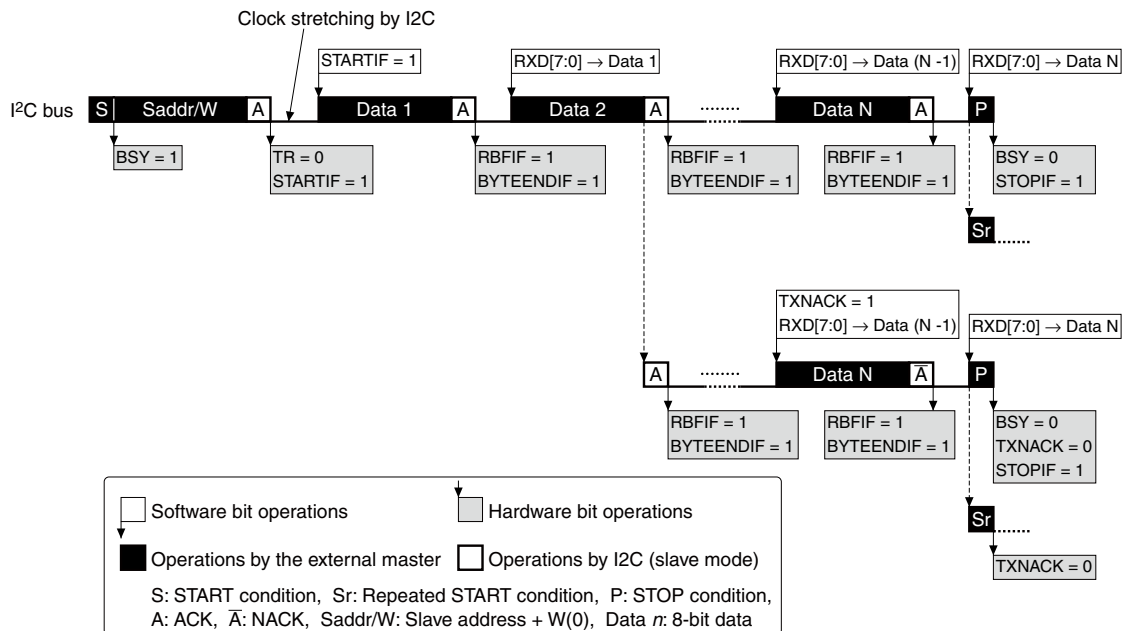 Clock stretching by I2C
STARTIF = 1
RXD[7:0] → Data 1
RXD[7:0] → Data (N -1)
RXD[7:0] → Data N
I²C bus
S Saddr/W A Data 1 A Data 2 A Data N A P
BSY = 1
TR = 0
STARTIF = 1
RBFIF = 1
BYTEENDIF = 1
RBFIF = 1
BYTEENDIF = 1
RBFIF = 1
BYTEENDIF = 1
BSY = 0
STOPIF = 1
Sr
TXNACK = 1
RXD[7:0] → Data (N -1)
RXD[7:0] → Data N
A Data N A̅ P
RBFIF = 1
BYTEENDIF = 1
RBFIF = 1
BYTEENDIF = 1
BSY = 0
TXNACK = 0
STOPIF = 1
Sr
TXNACK = 0
Software bit operations
Hardware bit operations
Operations by the external master
Operations by I2C (slave mode)
S: START condition, Sr: Repeated START condition, P: STOP condition,
A: ACK, A̅: NACK, Saddr/W: Slave address + W(0), Data n: 8-bit data